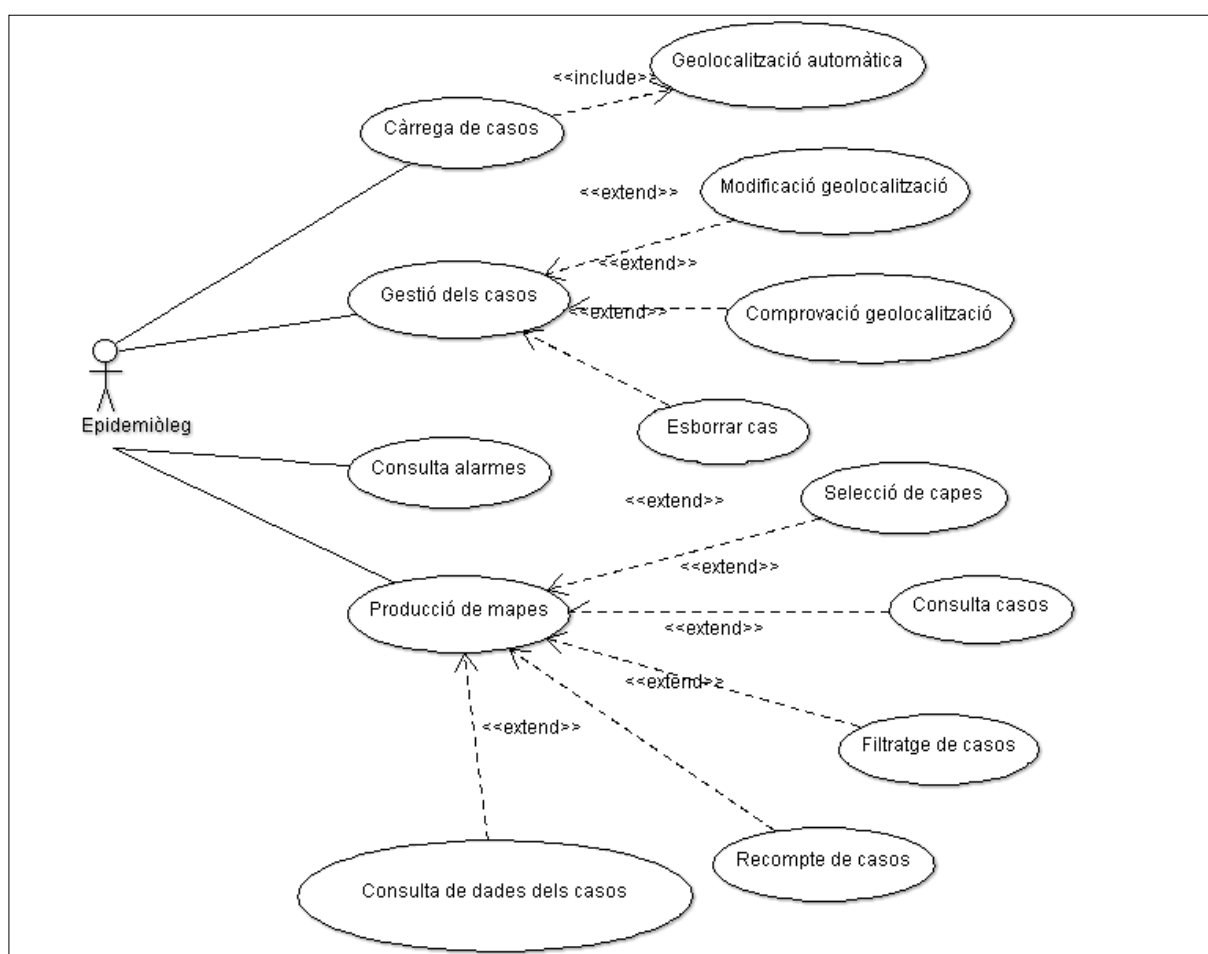 Geolocalització automàtica
<<include>>
Càrrega de casos
Modificació geolocalització
<<extend>>
<<extend>>
Gestió dels casos
<<extend>>
Comprovació geolocalització
Epidemiòleg
Esborrar cas
Consulta alarmes
Selecció de capes
<<extend>>
<<extend>>
Producció de mapes
Consulta casos
<<extend>>
<<extend>>
<<extend>>
Filtratge de casos
Recompte de casos
Consulta de dades dels casos